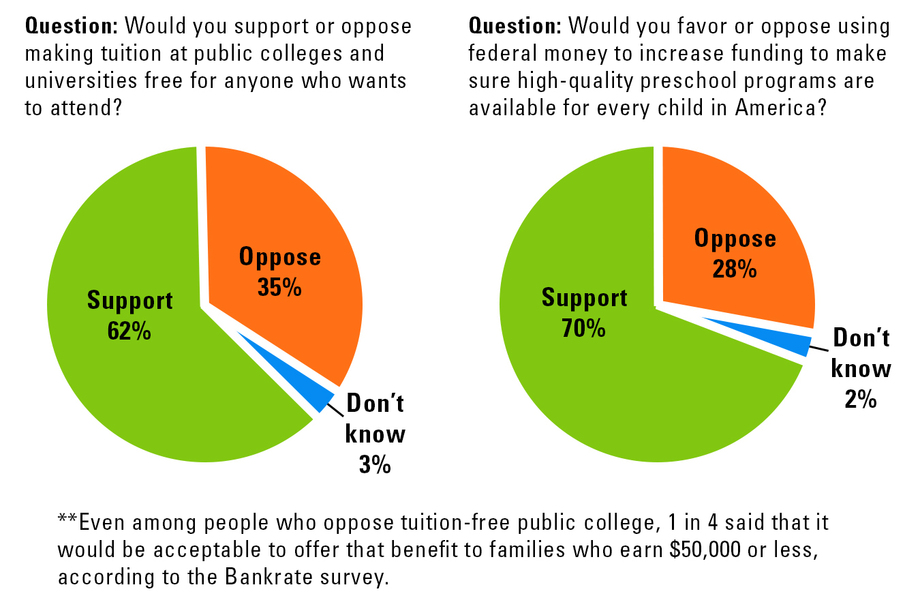 Question: Would you support or oppose
making tuition at public colleges and
universities free for anyone who wants
to attend?
Support
62%
Oppose
35%
Don't
know
3%
Question: Would you favor or oppose using
federal money to increase funding to make
sure high-quality preschool programs are
available for every child in America?
Support
70%
Oppose
28%
Don't
know
2%
**Even among people who oppose tuition-free public college, 1 in 4 said that it
would be acceptable to offer that benefit to families who earn $50,000 or less,
according to the Bankrate survey.